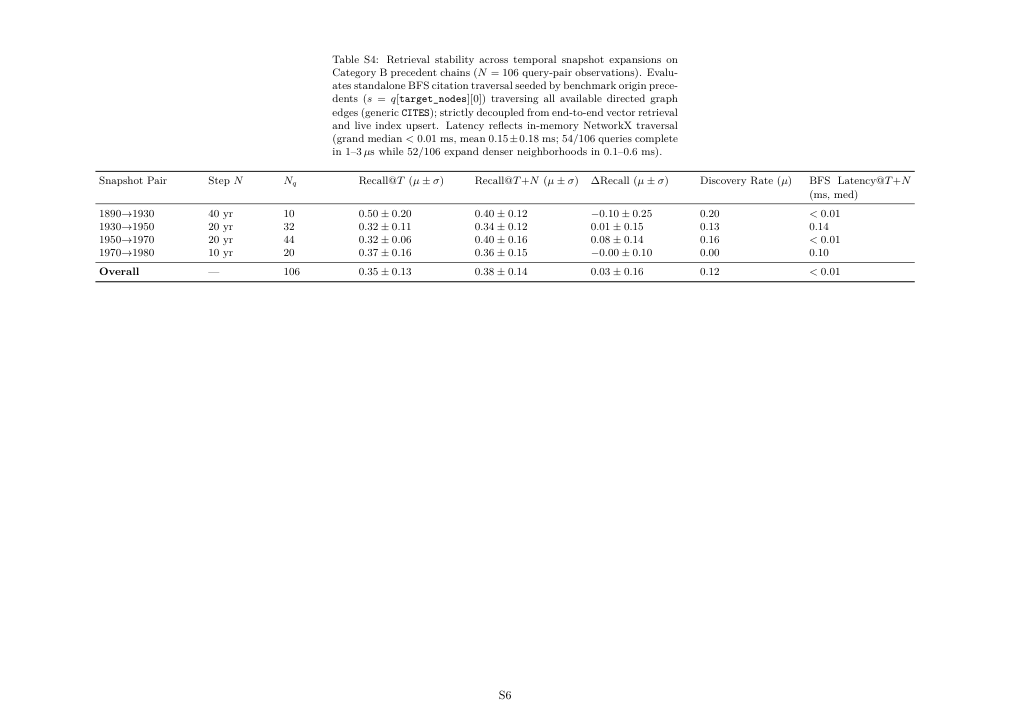 Table S4: Retrieval stability across temporal snapshot expansions on
Category B precedent chains (N = 106 query-pair observations). Evalu-
ates standalone BFS citation traversal seeded by benchmark origin prece-
dents (s = q[target_nodes][0]) traversing all available directed graph
edges (generic CITES); strictly decoupled from end-to-end vector retrieval
and live index upsert. Latency reflects in-memory NetworkX traversal
(grand median < 0.01 ms, mean 0.15 ± 0.18 ms; 54/106 queries complete
in 1–3 μs while 52/106 expand denser neighborhoods in 0.1–0.6 ms).
Snapshot Pair Step N N_q Recall@T (μ ± σ) Recall@T+N (μ ± σ) ΔRecall (μ ± σ) Discovery Rate (μ) BFS Latency@T+N
(ms, med)
1890→1930 40 yr 10 0.50 ± 0.20 0.40 ± 0.12 −0.10 ± 0.25 0.20 < 0.01
1930→1950 20 yr 32 0.32 ± 0.11 0.34 ± 0.12 0.01 ± 0.15 0.13 0.14
1950→1970 20 yr 44 0.32 ± 0.06 0.40 ± 0.16 0.08 ± 0.14 0.16 < 0.01
1970→1980 10 yr 20 0.37 ± 0.16 0.36 ± 0.15 −0.00 ± 0.10 0.00 0.10
Overall — 106 0.35 ± 0.13 0.38 ± 0.14 0.03 ± 0.16 0.12 < 0.01
S6